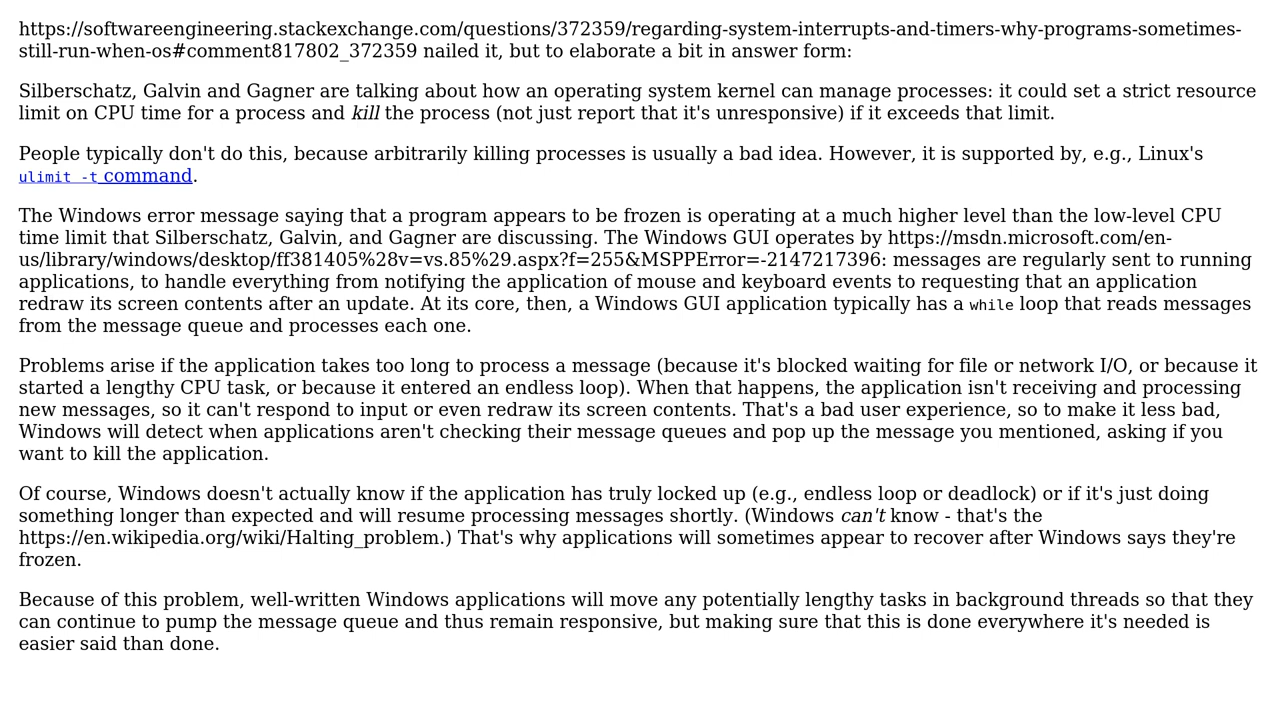 https://softwareengineering.stackexchange.com/questions/372359/regarding-system-interrupts-and-timers-why-programs-sometimes-
still-run-when-os#comment817802_372359 nailed it, but to elaborate a bit in answer form:
Silberschatz, Galvin and Gagner are talking about how an operating system kernel can manage processes: it could set a strict resource
limit on CPU time for a process and kill the process (not just report that it's unresponsive) if it exceeds that limit.
People typically don't do this, because arbitrarily killing processes is usually a bad idea. However, it is supported by, e.g., Linux's
ulimit -t command.
The Windows error message saying that a program appears to be frozen is operating at a much higher level than the low-level CPU
time limit that Silberschatz, Galvin, and Gagner are discussing. The Windows GUI operates by https://msdn.microsoft.com/en-
us/library/windows/desktop/ff381405%28v=vs.85%29.aspx?f=255&MSPPError=-2147217396: messages are regularly sent to running
applications, to handle everything from notifying the application of mouse and keyboard events to requesting that an application
redraw its screen contents after an update. At its core, then, a Windows GUI application typically has a while loop that reads messages
from the message queue and processes each one.
Problems arise if the application takes too long to process a message (because it's blocked waiting for file or network I/O, or because it
started a lengthy CPU task, or because it entered an endless loop). When that happens, the application isn't receiving and processing
new messages, so it can't respond to input or even redraw its screen contents. That's a bad user experience, so to make it less bad,
Windows will detect when applications aren't checking their message queues and pop up the message you mentioned, asking if you
want to kill the application.
Of course, Windows doesn't actually know if the application has truly locked up (e.g., endless loop or deadlock) or if it's just doing
something longer than expected and will resume processing messages shortly. (Windows can't know - that's the
https://en.wikipedia.org/wiki/Halting_problem.) That's why applications will sometimes appear to recover after Windows says they're
frozen.
Because of this problem, well-written Windows applications will move any potentially lengthy tasks in background threads so that they
can continue to pump the message queue and thus remain responsive, but making sure that this is done everywhere it's needed is
easier said than done.